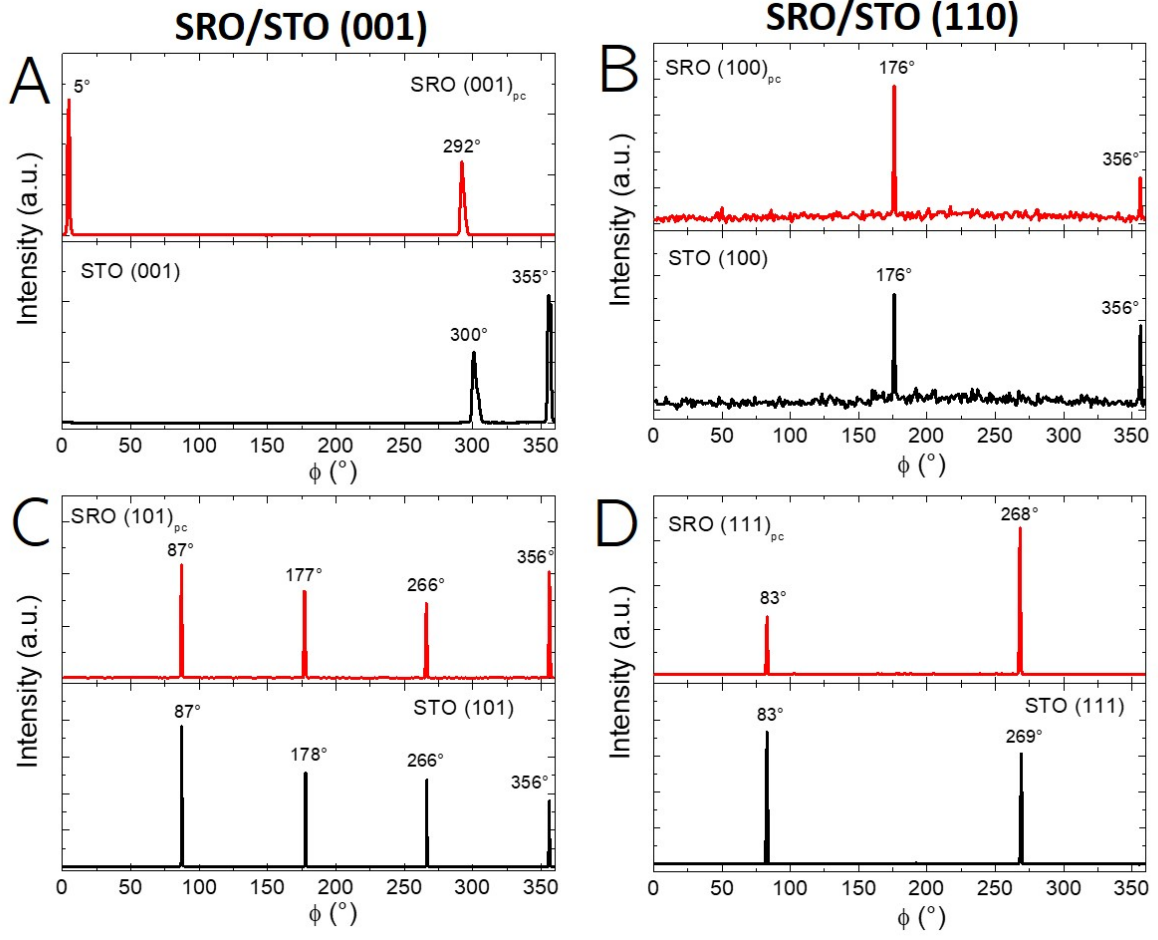 SRO/STO (001)
SRO/STO (110)
A
5°
SRO (001)pc
292°
STO (001)
300°
355°
Intensity (a.u.)
0 50 100 150 200 250 300 350
ϕ (°)
B
SRO (100)pc
176°
356°
STO (100)
176°
356°
Intensity (a.u.)
0 50 100 150 200 250 300 350
ϕ (°)
C
SRO (101)pc
87°
177°
266°
356°
STO (101)
87°
178°
266°
356°
Intensity (a.u.)
0 50 100 150 200 250 300 350
ϕ (°)
D
SRO (111)pc
83°
268°
STO (111)
83°
269°
Intensity (a.u.)
0 50 100 150 200 250 300 350
ϕ (°)